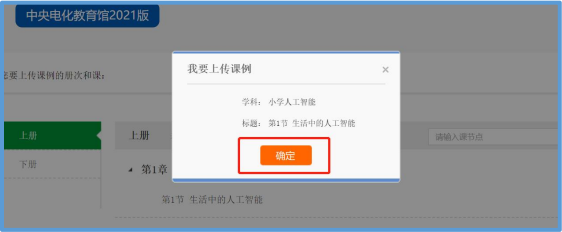 中央电化教育馆2021版
我要上传课例
×
您要上传课例的册次和课:
学科: 小学人工智能
标题: 第1节 生活中的人工智能
确定
上册
下册
上册
请输入课节点
第1章
第1节 生活中的人工智能